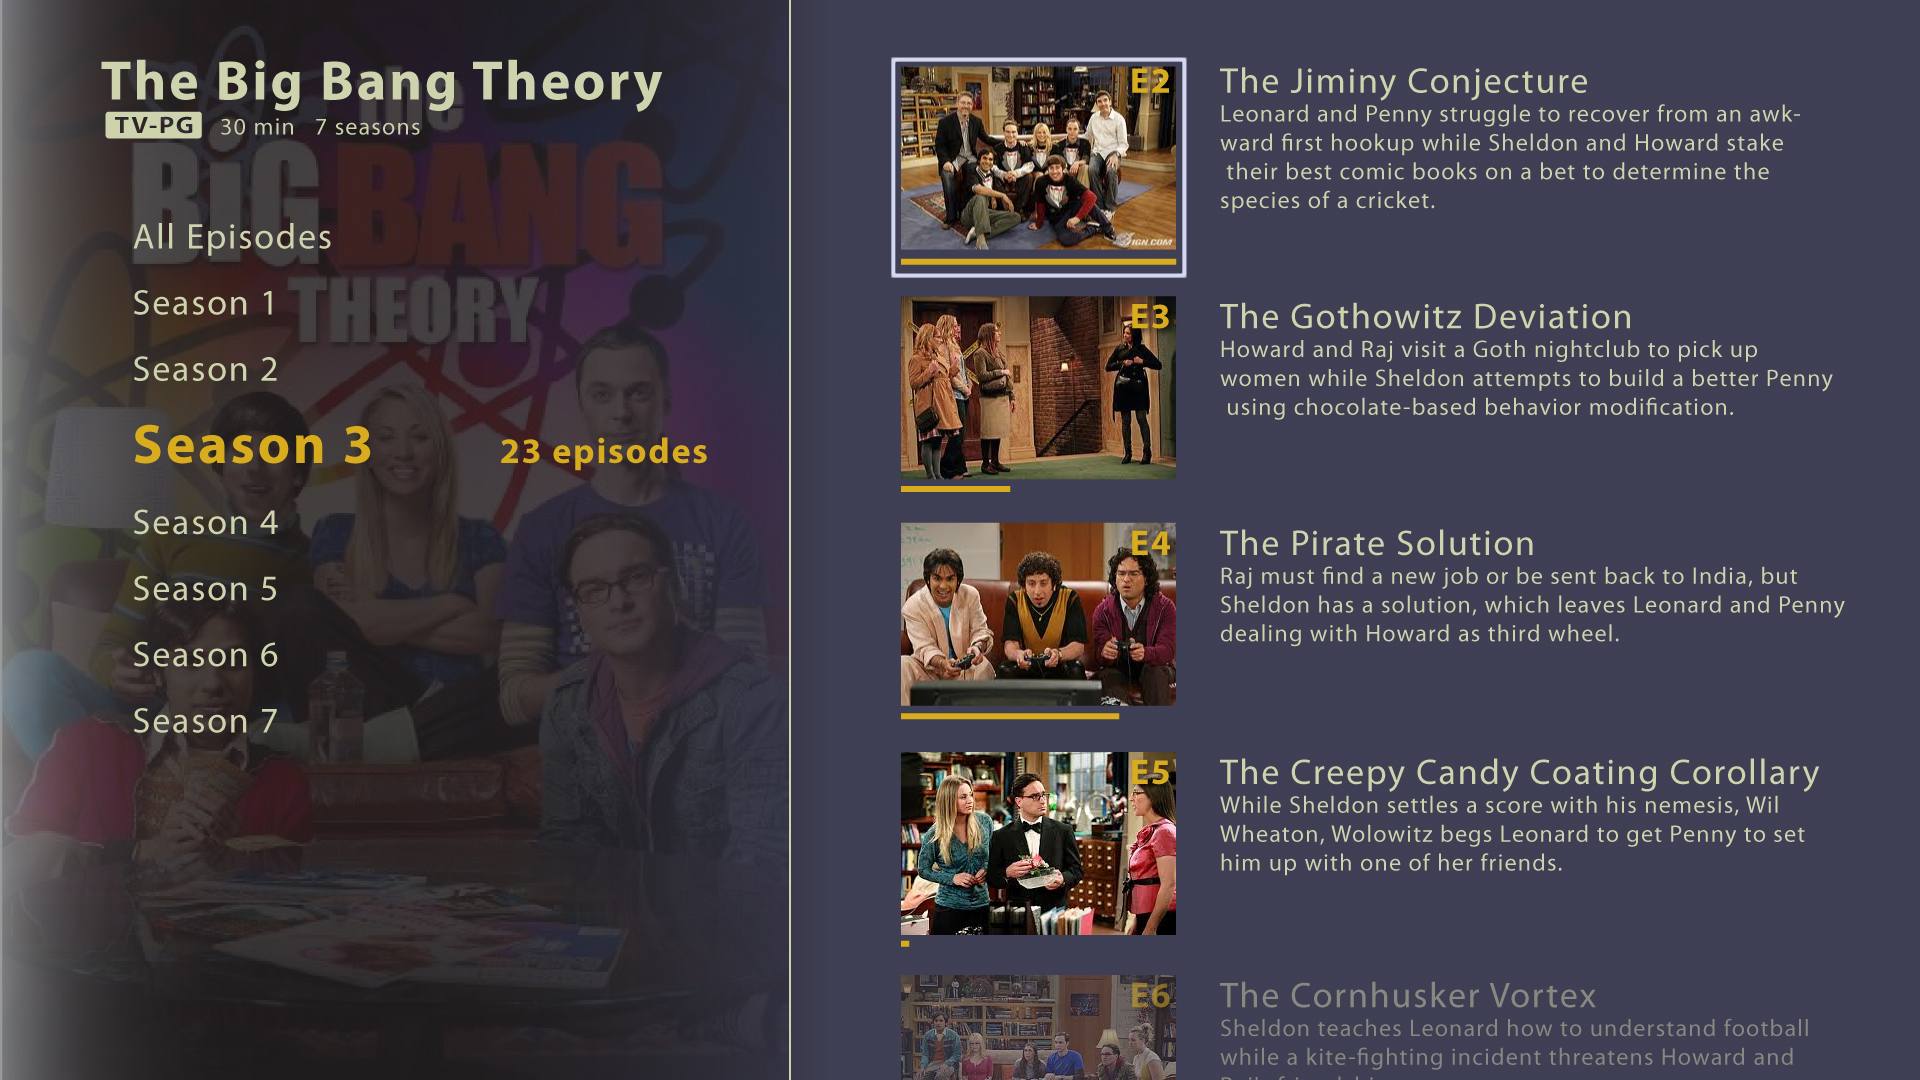 The Big Bang Theory
TV-PG 30 min 7 seasons
the
BiG BANG
THEORY
All Episodes
Season 1
Season 2
Season 3 23 episodes
Season 4
Season 5
Season 6
Season 7
E2
IGN.COM
The Jiminy Conjecture
Leonard and Penny struggle to recover from an awk-
ward first hookup while Sheldon and Howard stake
their best comic books on a bet to determine the
species of a cricket.
E3
The Gothowitz Deviation
Howard and Raj visit a Goth nightclub to pick up
women while Sheldon attempts to build a better Penny
using chocolate-based behavior modification.
E4
The Pirate Solution
Raj must find a new job or be sent back to India, but
Sheldon has a solution, which leaves Leonard and Penny
dealing with Howard as third wheel.
E5
The Creepy Candy Coating Corollary
While Sheldon settles a score with his nemesis, Wil
Wheaton, Wolowitz begs Leonard to get Penny to set
him up with one of her friends.
E6
The Cornhusker Vortex
Sheldon teaches Leonard how to understand football
while a kite-fighting incident threatens Howard and